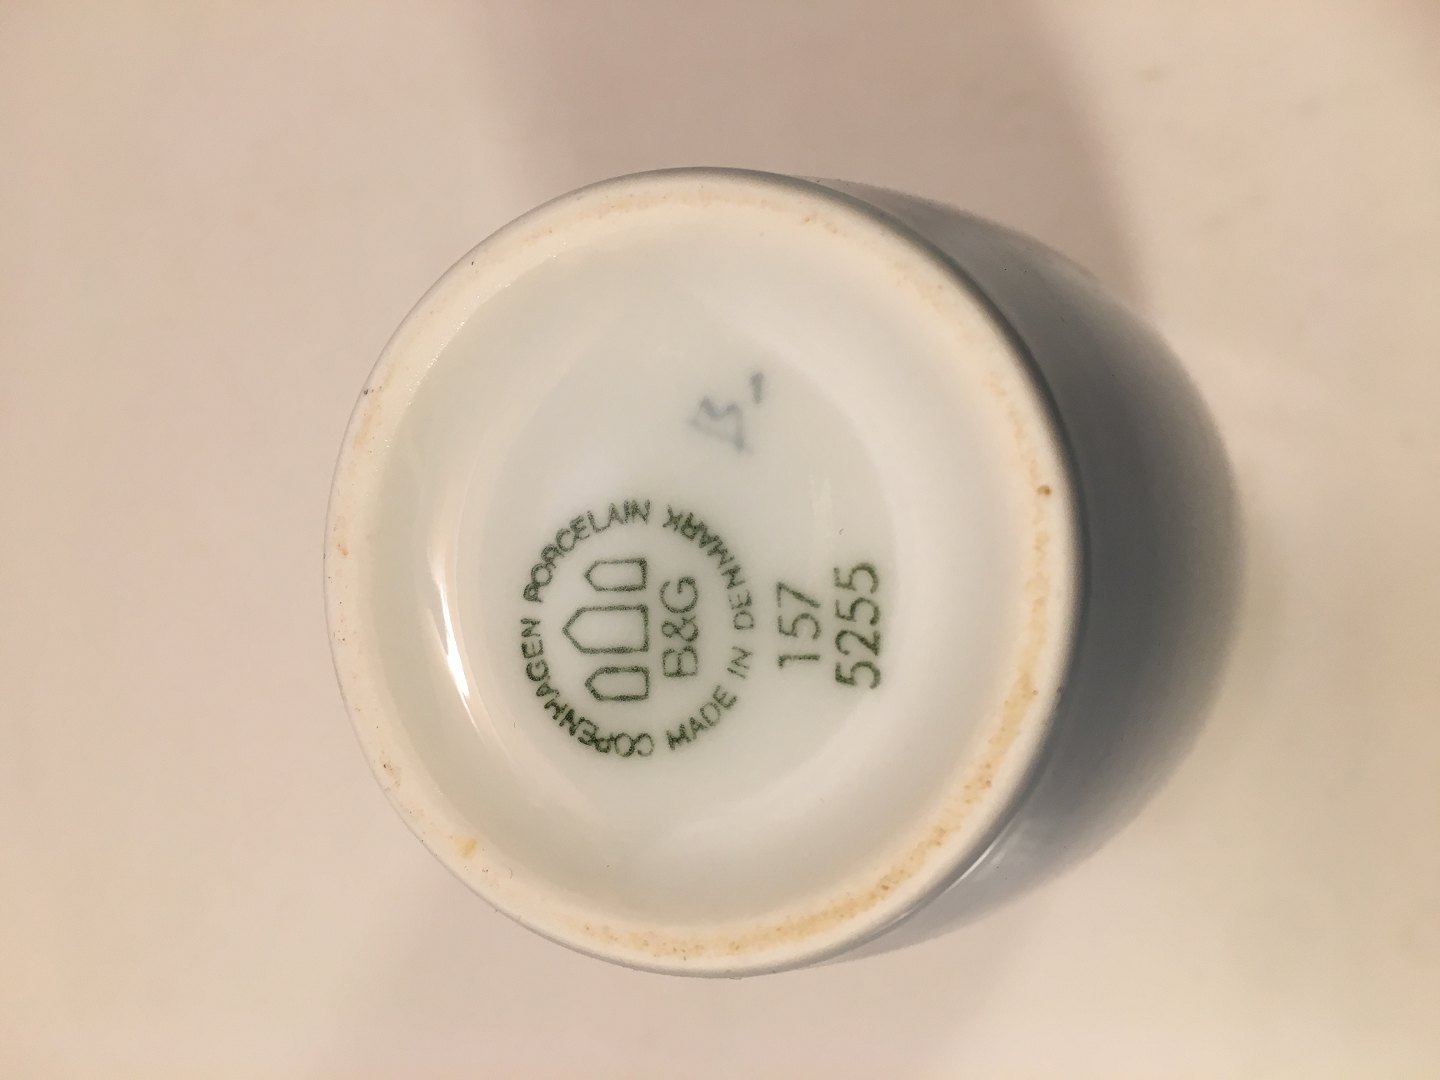 COPENHAGEN PORCELAIN
B&G
MADE IN DENMARK
157
5255